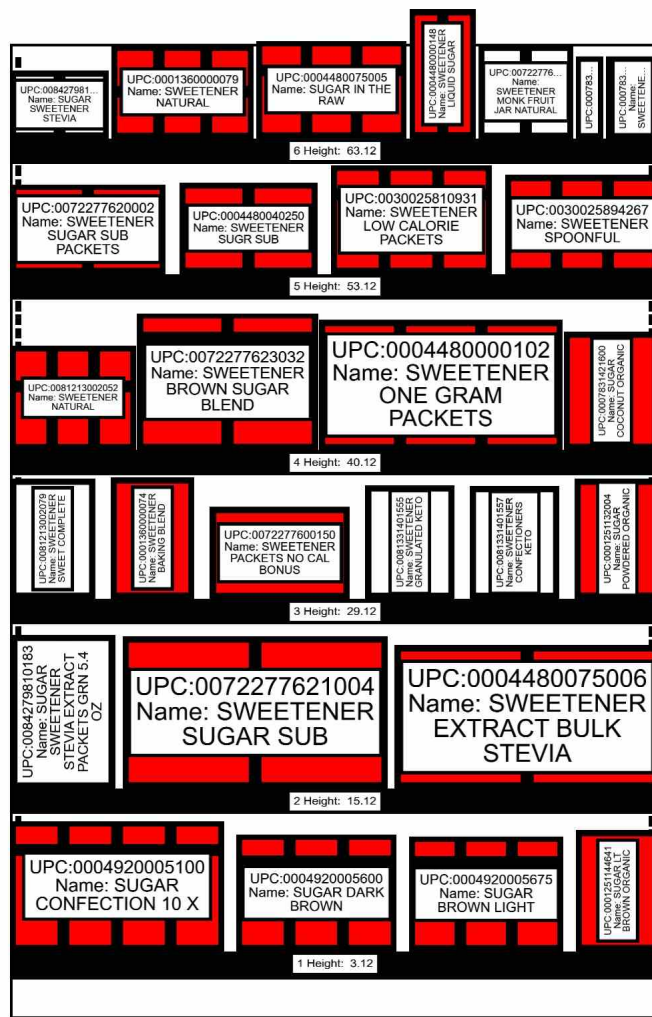 UPC:008427981...
Name: SUGAR
SWEETENER
STEVIA
UPC:0001360000079
Name: SWEETENER
NATURAL
UPC:0004480075005
Name: SUGAR IN THE
RAW
UPC:0004480000148
Name: SWEETENER
LIQUID SUGAR
UPC:00722776...
Name:
SWEETENER
MONK FRUIT
JAR NATURAL
UPC:000783...
UPC:000783...
Name:
SWEETENE...
6 Height: 63.12
UPC:0072277620002
Name: SWEETENER
SUGAR SUB
PACKETS
UPC:0004480040250
Name: SWEETENER
SUGR SUB
UPC:0030025810931
Name: SWEETENER
LOW CALORIE
PACKETS
UPC:0030025894267
Name: SWEETENER
SPOONFUL
5 Height: 53.12
UPC:0081213002052
Name: SWEETENER
NATURAL
UPC:0072277623032
Name: SWEETENER
BROWN SUGAR
BLEND
UPC:0004480000102
Name: SWEETENER
ONE GRAM
PACKETS
UPC:0007831421600
Name: SUGAR
COCONUT ORGANIC
4 Height: 40.12
UPC:0081213002079
Name: SWEETENER
SWEET COMPLETE
UPC:0001360000074
Name: SWEETENER
BAKING BLEND
UPC:0072277600150
Name: SWEETENER
PACKETS NO CAL
BONUS
UPC:0081331401555
Name: SWEETENER
GRANULATED KETO
UPC:0081331401557
Name: SWEETENER
CONFECTIONERS
KETO
UPC:0001251132004
Name: SUGAR
POWDERED ORGANIC
3 Height: 29.12
UPC:0084279810183
Name: SUGAR
SWEETENER
STEVIA EXTRACT
PACKETS GRN 5.4
OZ
UPC:0072277621004
Name: SWEETENER
SUGAR SUB
UPC:0004480075006
Name: SWEETENER
EXTRACT BULK
STEVIA
2 Height: 15.12
UPC:0004920005100
Name: SUGAR
CONFECTION 10 X
UPC:0004920005600
Name: SUGAR DARK
BROWN
UPC:0004920005675
Name: SUGAR
BROWN LIGHT
UPC:0001251144641
Name: SUGAR LT
BROWN ORGANIC
1 Height: 3.12